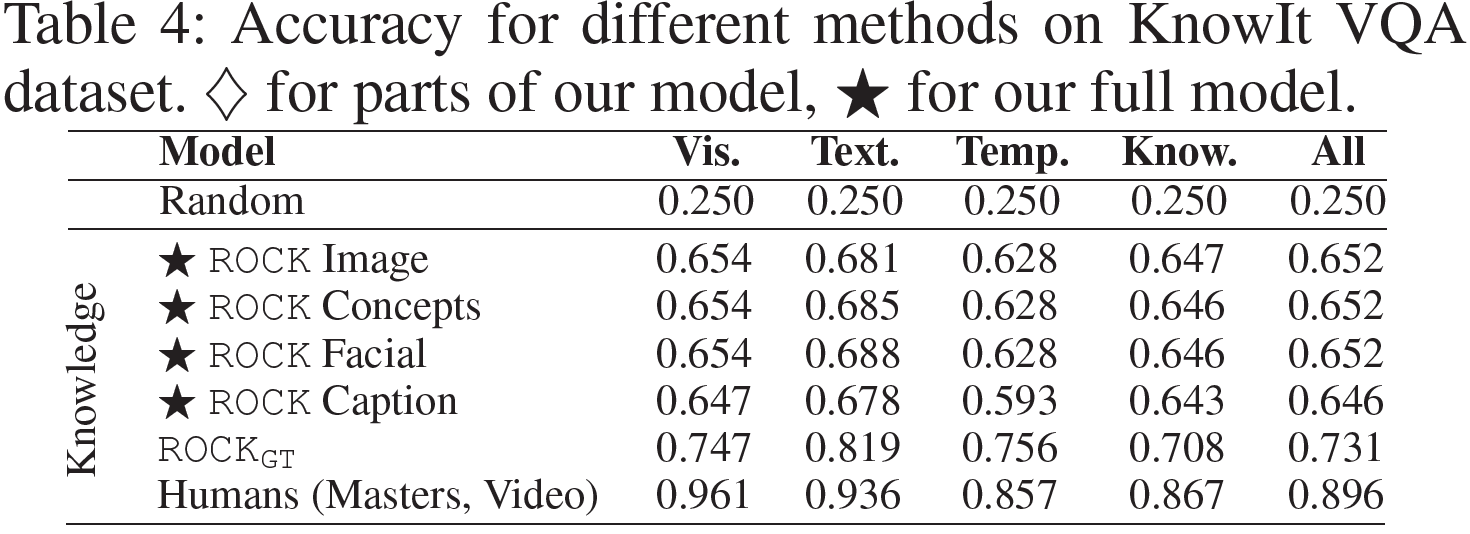 Table 4: Accuracy for different methods on KnowIt VQA
dataset. ♢ for parts of our model, ★ for our full model.
Model Vis. Text. Temp. Know. All
Random 0.250 0.250 0.250 0.250 0.250
Knowledge
★ ROCK Image 0.654 0.681 0.628 0.647 0.652
★ ROCK Concepts 0.654 0.685 0.628 0.646 0.652
★ ROCK Facial 0.654 0.688 0.628 0.646 0.652
★ ROCK Caption 0.647 0.678 0.593 0.643 0.646
ROCK_GT 0.747 0.819 0.756 0.708 0.731
Humans (Masters, Video) 0.961 0.936 0.857 0.867 0.896